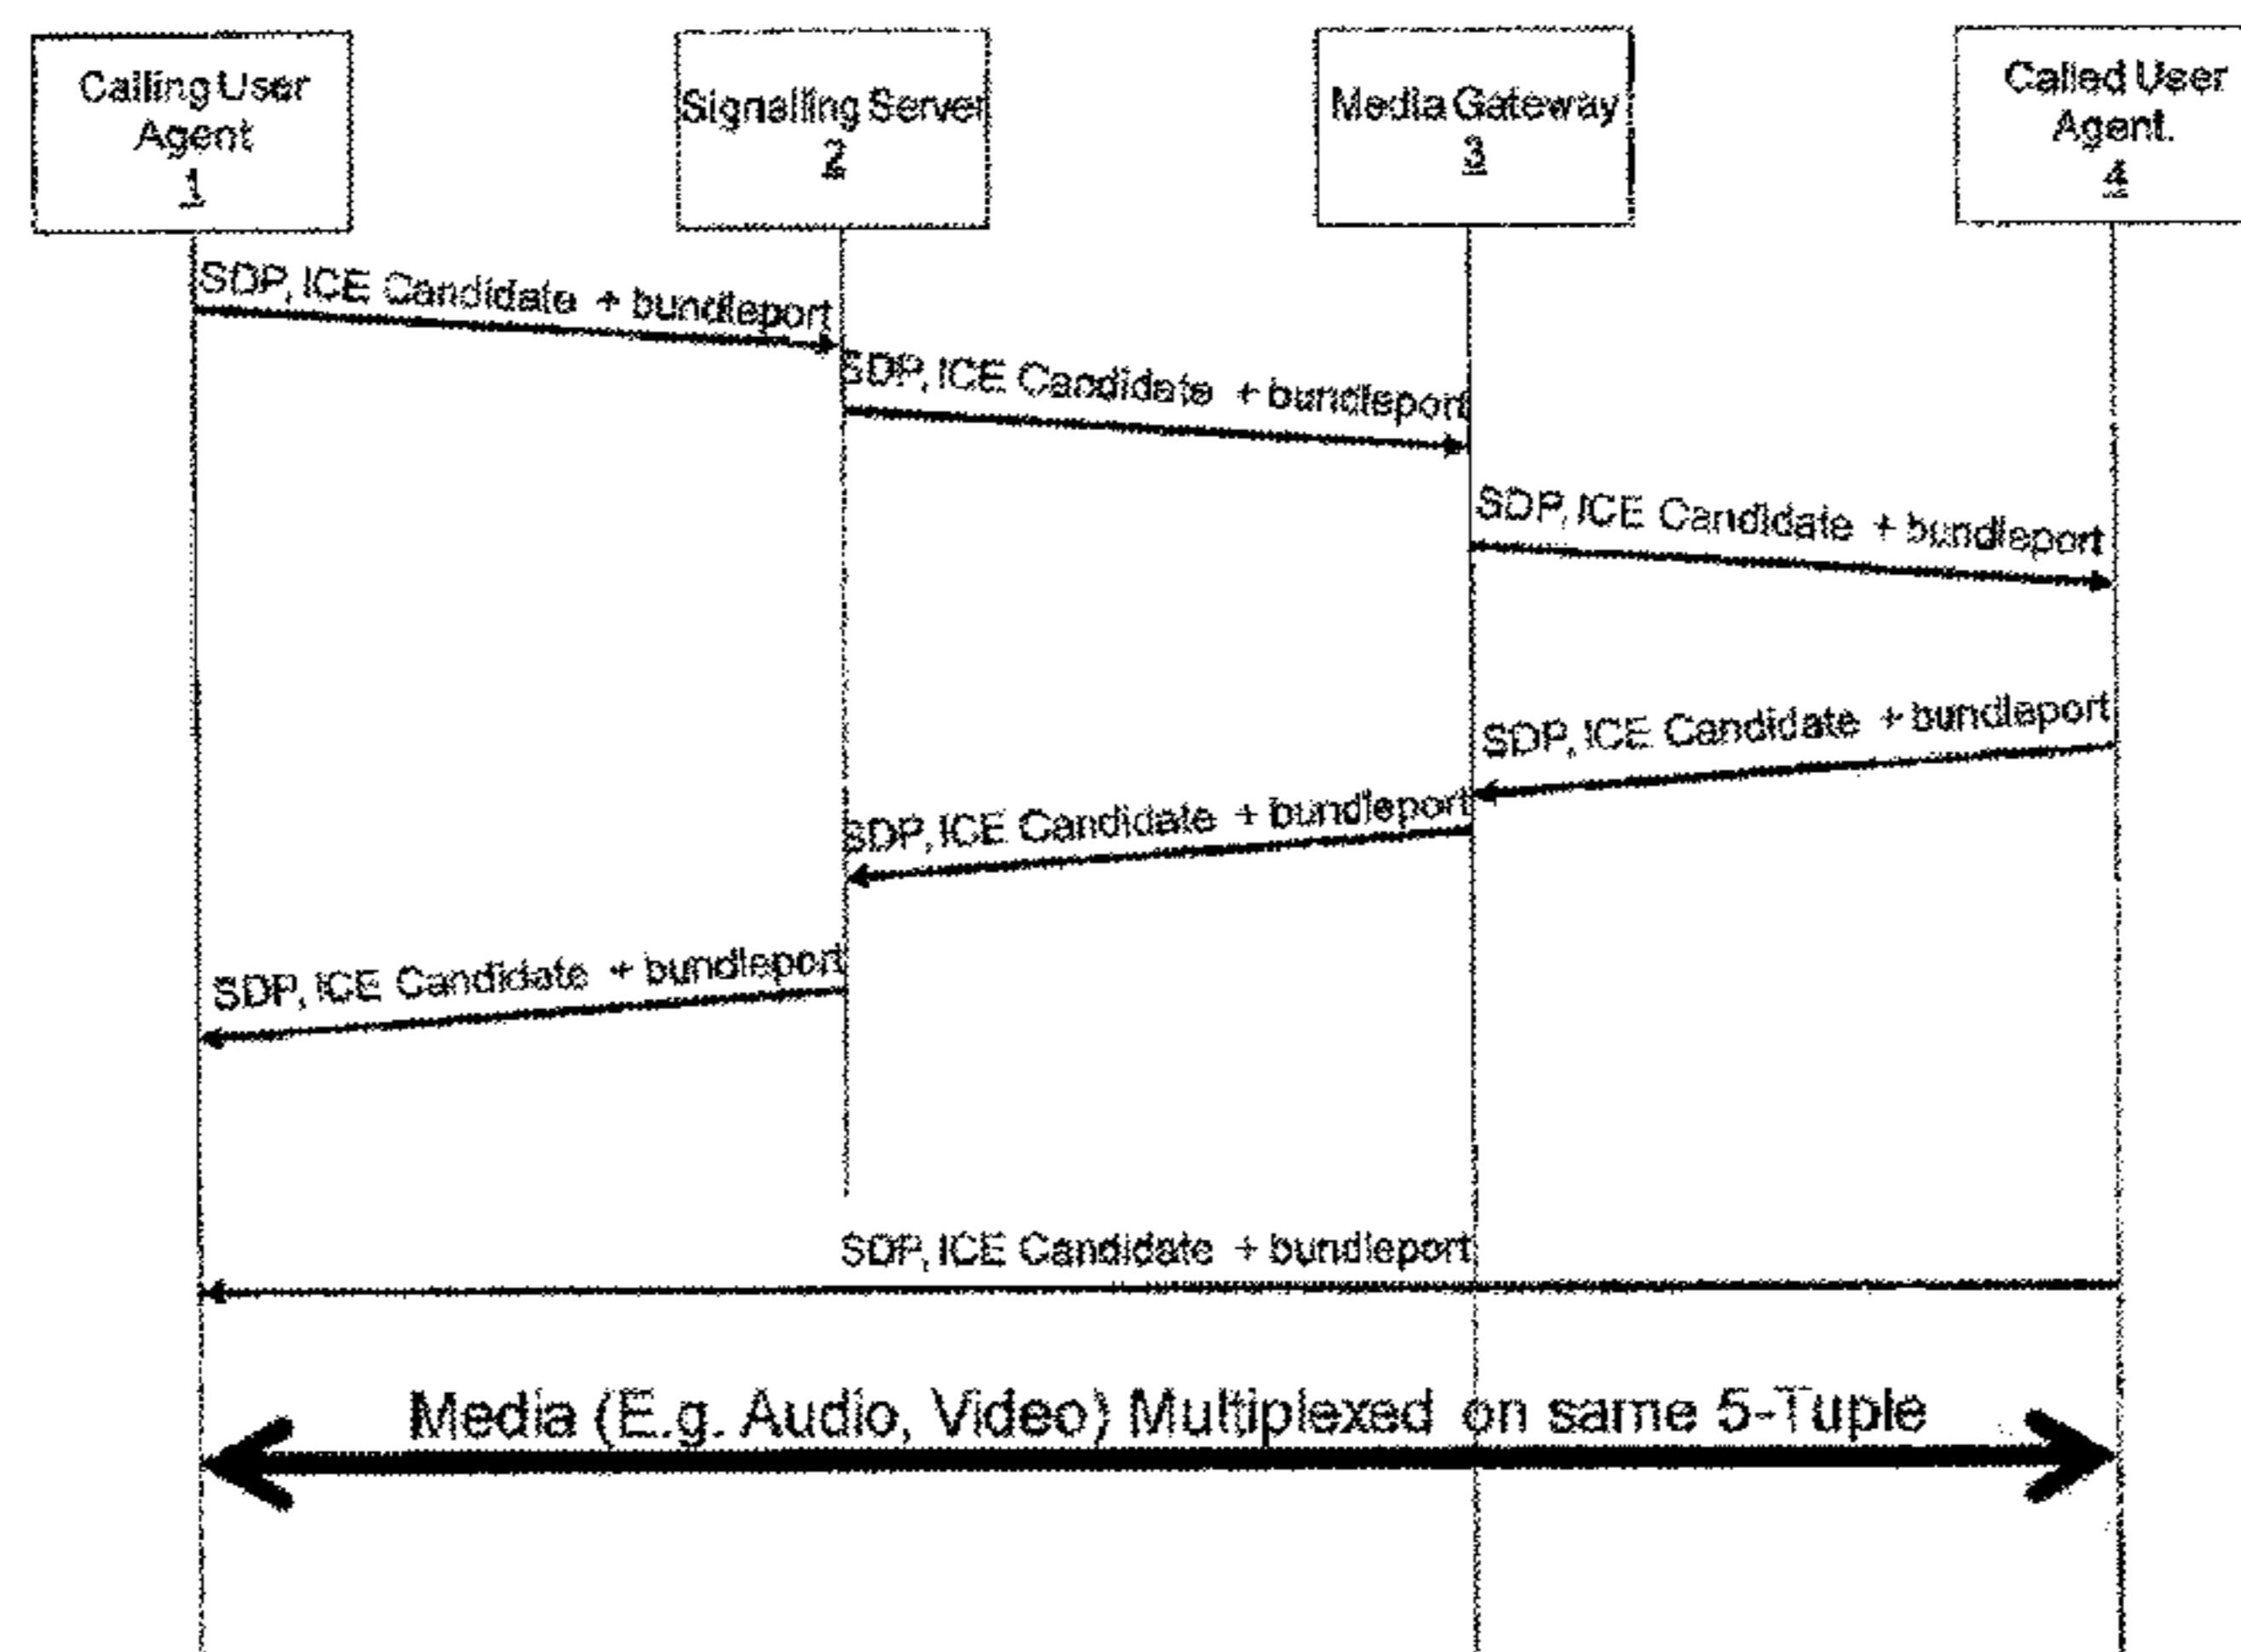 Calling User
Agent
1
Signalling Server
2
Media Gateway
3
Called User
Agent.
4
SDP, ICE Candidate + bundleport
SDP, ICE Candidate + bundleport
SDP, ICE Candidate + bundleport
SDP, ICE Candidate + bundleport
SDP, ICE Candidate + bundleport
SDP, ICE Candidate + bundleport
SDP, ICE Candidate + bundleport
Media (E.g. Audio, Video) Multiplexed on same 5-Tuple